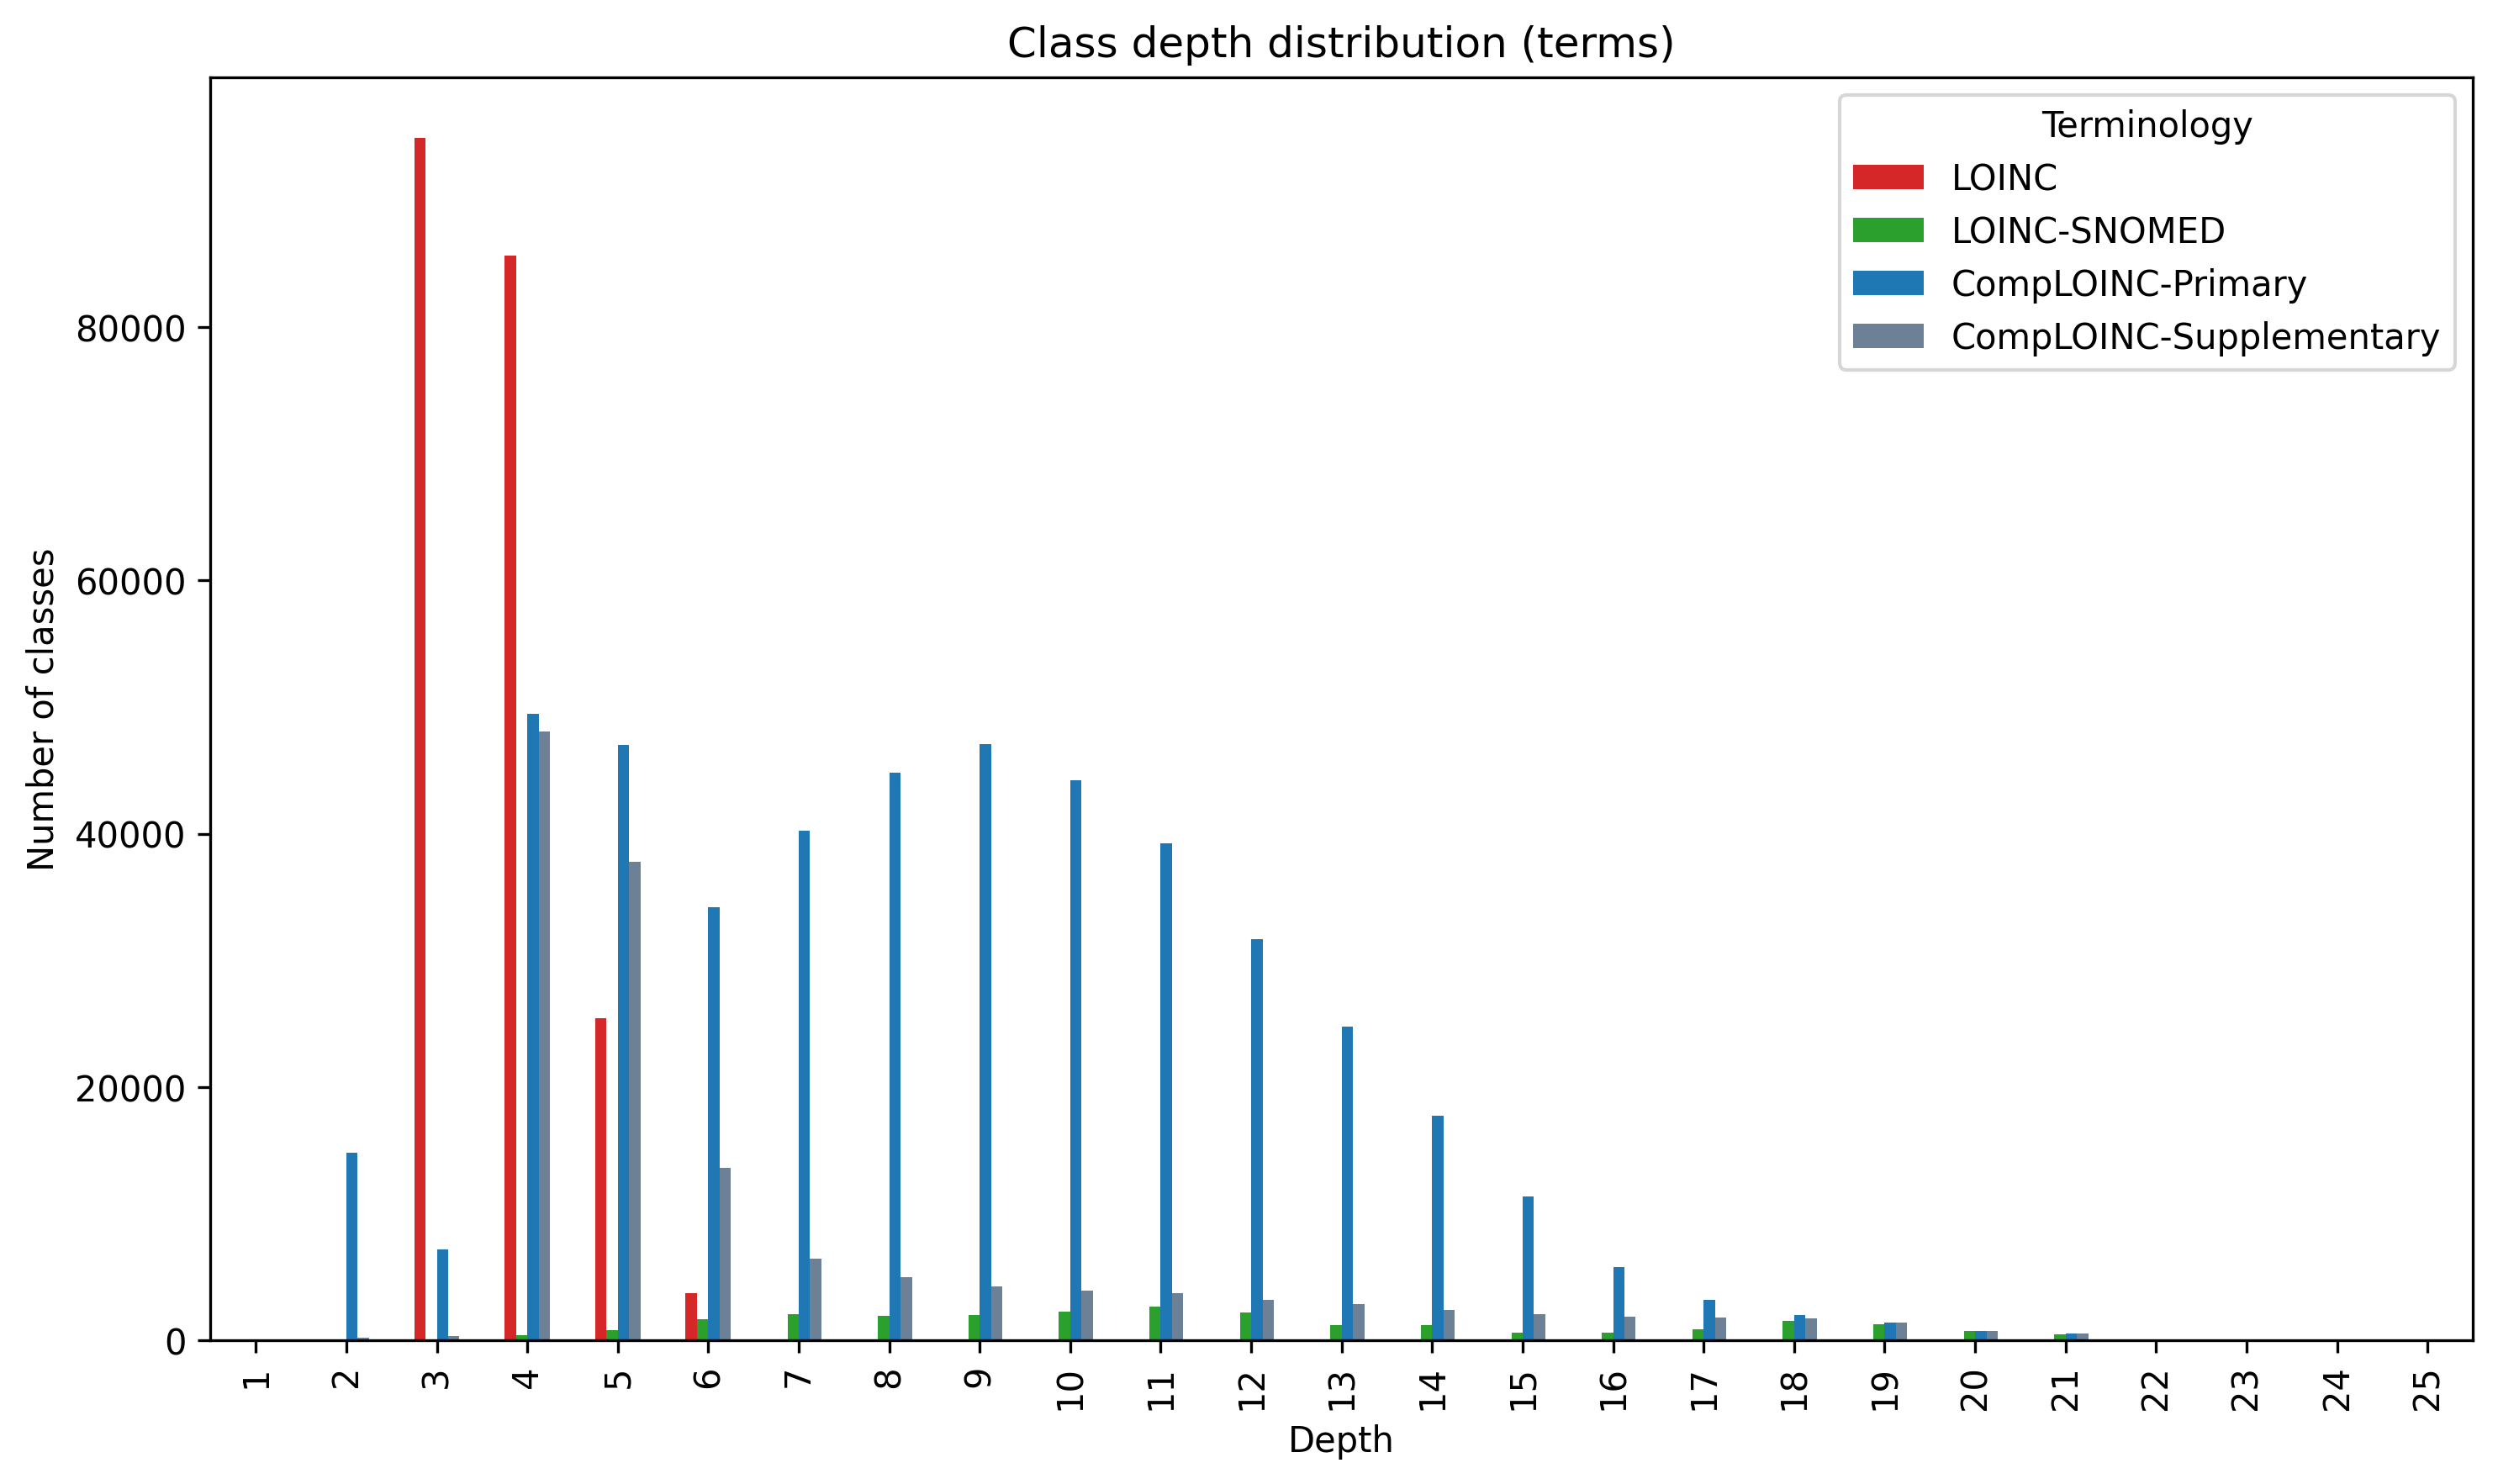 Class depth distribution (terms)
Terminology
LOINC
LOINC-SNOMED
CompLOINC-Primary
CompLOINC-Supplementary
Number of classes
80000
60000
40000
20000
0
1 2 3 4 5 6 7 8 9 10 11 12 13 14 15 16 17 18 19 20 21 22 23 24 25
Depth